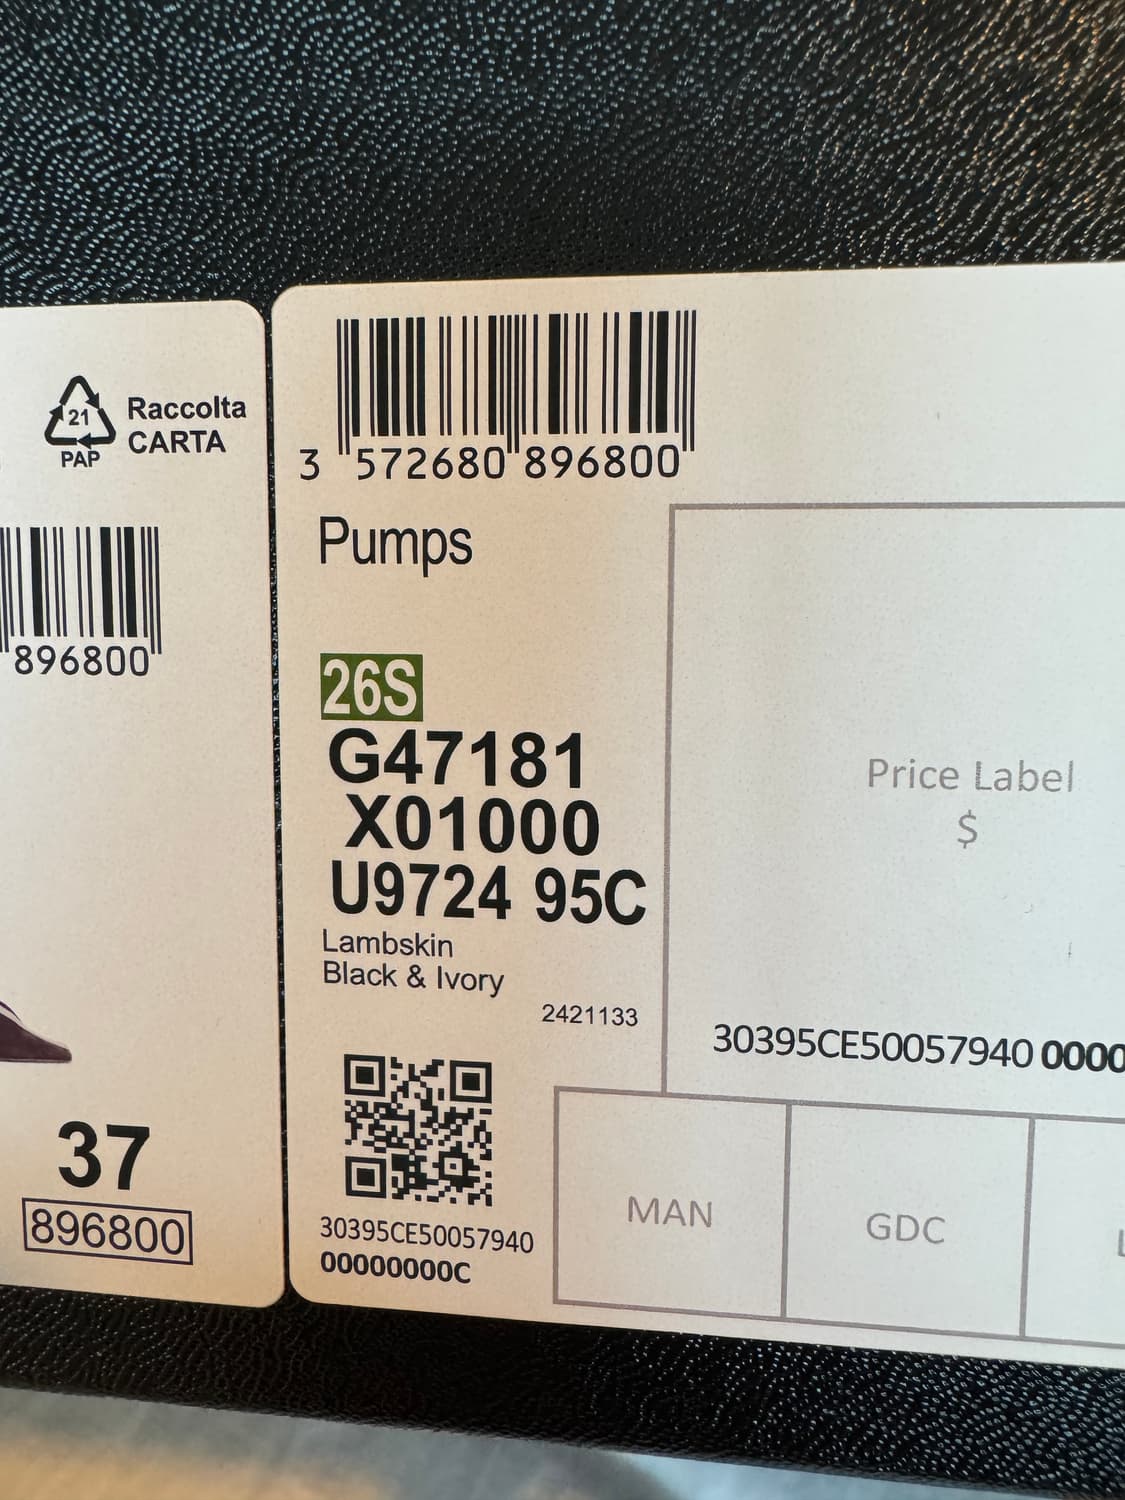 21
PAP
Raccolta
CARTA
896800
37
896800
3 572680 896800
Pumps
26S
G47181
X01000
U9724 95C
Lambskin
Black & Ivory
2421133
30395CE50057940
00000000C
Price Label
$
30395CE50057940 0000
MAN
GDC